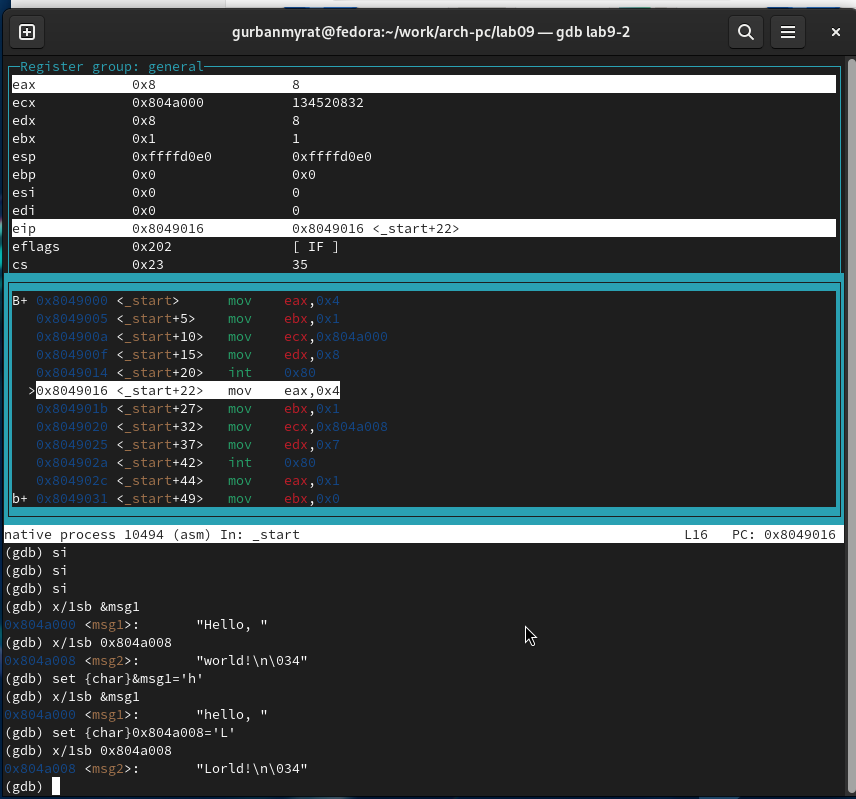 gurbanmyrat@fedora:~/work/arch-pc/lab09 — gdb lab9-2
Register group: general
eax 0x8 8
ecx 0x804a000 134520832
edx 0x8 8
ebx 0x1 1
esp 0xffffd0e0 0xffffd0e0
ebp 0x0 0x0
esi 0x0 0
edi 0x0 0
eip 0x8049016 0x8049016 <_start+22>
eflags 0x202 [ IF ]
cs 0x23 35
B+ 0x8049000 <_start> mov eax,0x4
0x8049005 <_start+5> mov ebx,0x1
0x804900a <_start+10> mov ecx,0x804a000
0x804900f <_start+15> mov edx,0x8
0x8049014 <_start+20> int 0x80
>0x8049016 <_start+22> mov eax,0x4
0x804901b <_start+27> mov ebx,0x1
0x8049020 <_start+32> mov ecx,0x804a008
0x8049025 <_start+37> mov edx,0x7
0x804902a <_start+42> int 0x80
0x804902c <_start+44> mov eax,0x1
b+ 0x8049031 <_start+49> mov ebx,0x0
native process 10494 (asm) In: _start L16 PC: 0x8049016
(gdb) si
(gdb) si
(gdb) si
(gdb) x/1sb &msg1
0x804a000 <msg1>: "Hello, "
(gdb) x/1sb 0x804a008
0x804a008 <msg2>: "world!\n\034"
(gdb) set {char}&msg1='h'
(gdb) x/1sb &msg1
0x804a000 <msg1>: "hello, "
(gdb) set {char}0x804a008='L'
(gdb) x/1sb 0x804a008
0x804a008 <msg2>: "Lorld!\n\034"
(gdb)